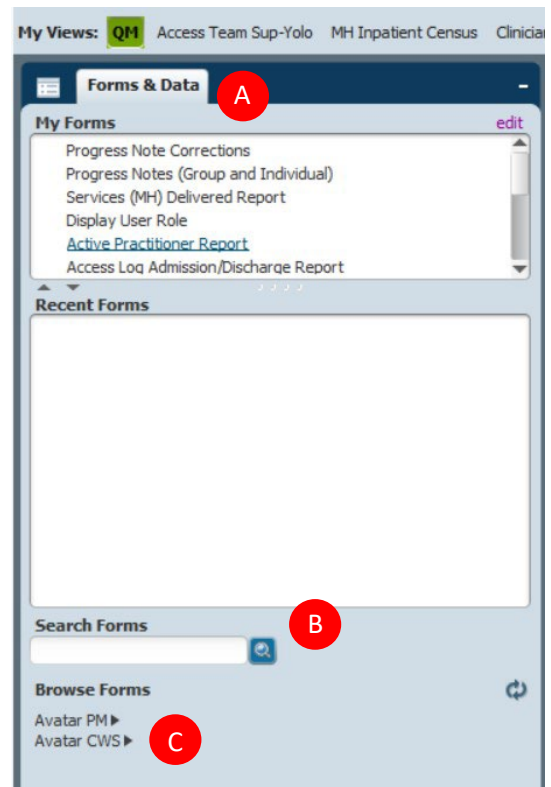 My Views: QM Access Team Sup-Yolo MH Inpatient Census Clinician
Forms & Data A
My Forms edit
Progress Note Corrections
Progress Notes (Group and Individual)
Services (MH) Delivered Report
Display User Role
Active Practitioner Report
Access Log Admission/Discharge Report
Recent Forms
Search Forms B
Browse Forms
Avatar PM
Avatar CWS C